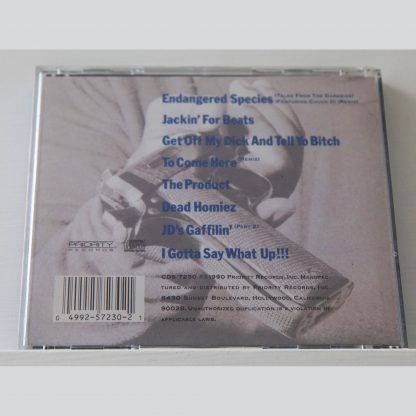 Endangered Species (Tales From The Darkside)
(Featuring Chuck D) (Remix)
Jackin' For Beats
Get Off My Dick And Tell Yo Bitch
To Come Here (Remix)
The Product
Dead Homiez
JD's Gaffilin' (Part 2)
I Gotta Say What Up!!!
PRIORITY
RECORDS
CDS 7230 ©1990 Priority Records, Inc. Manufac-
tured and distributed by Priority Records, Inc.
6430 Sunset Boulevard, Hollywood, California
90028. Unauthorized duplication is a violation of
applicable laws.
0 4992-57230-2 1